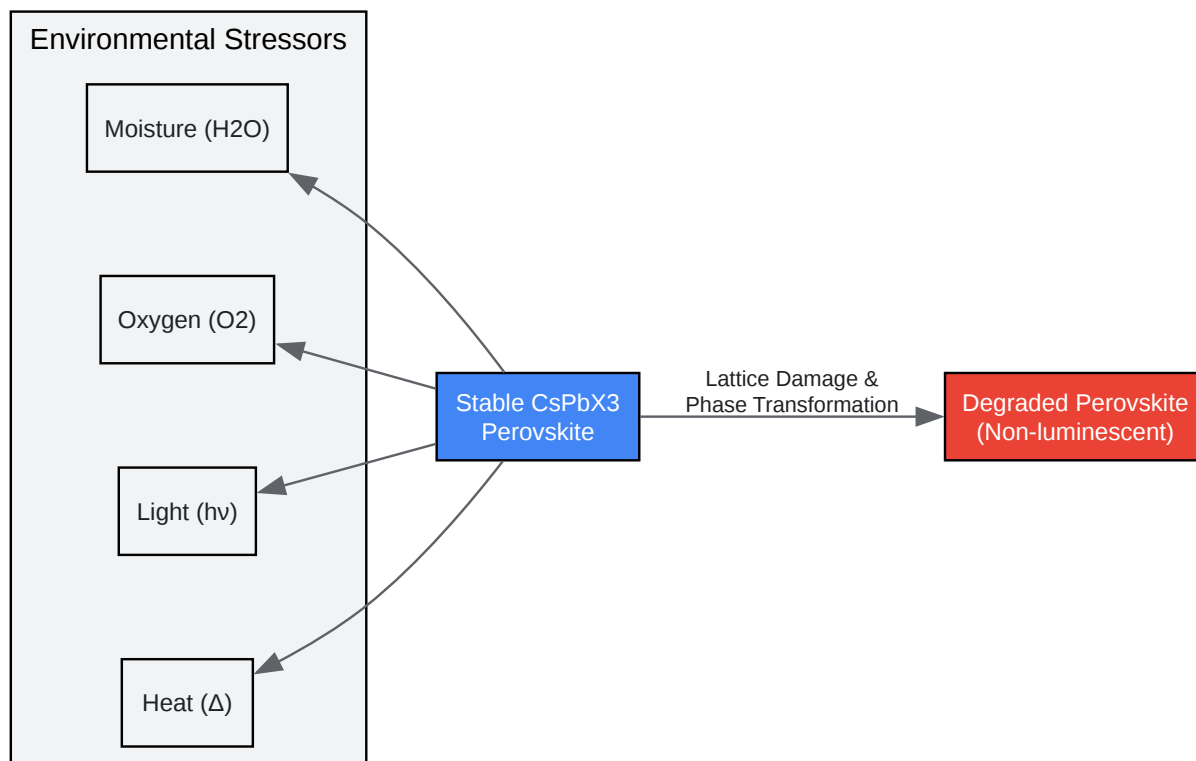 Environmental Stressors
Moisture (H2O)
Oxygen (O2)
Light (hν)
Heat (Δ)
Stable CsPbX3
Perovskite
Lattice Damage &
Phase Transformation
Degraded Perovskite
(Non-luminescent)